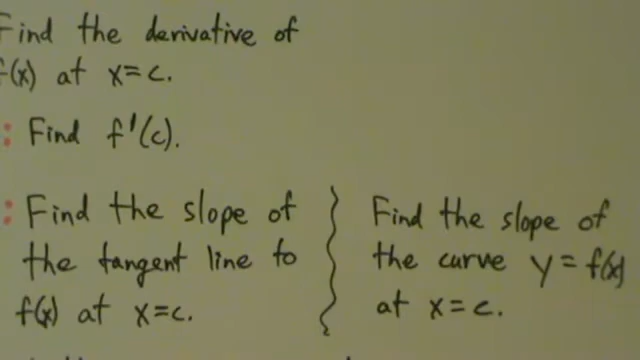 Find the derivative of
f(x) at x=c.
: Find f'(c).
: Find the slope of
the tangent line to
f(x) at x=c.
Find the slope of
the curve y=f(x)
at x=c.